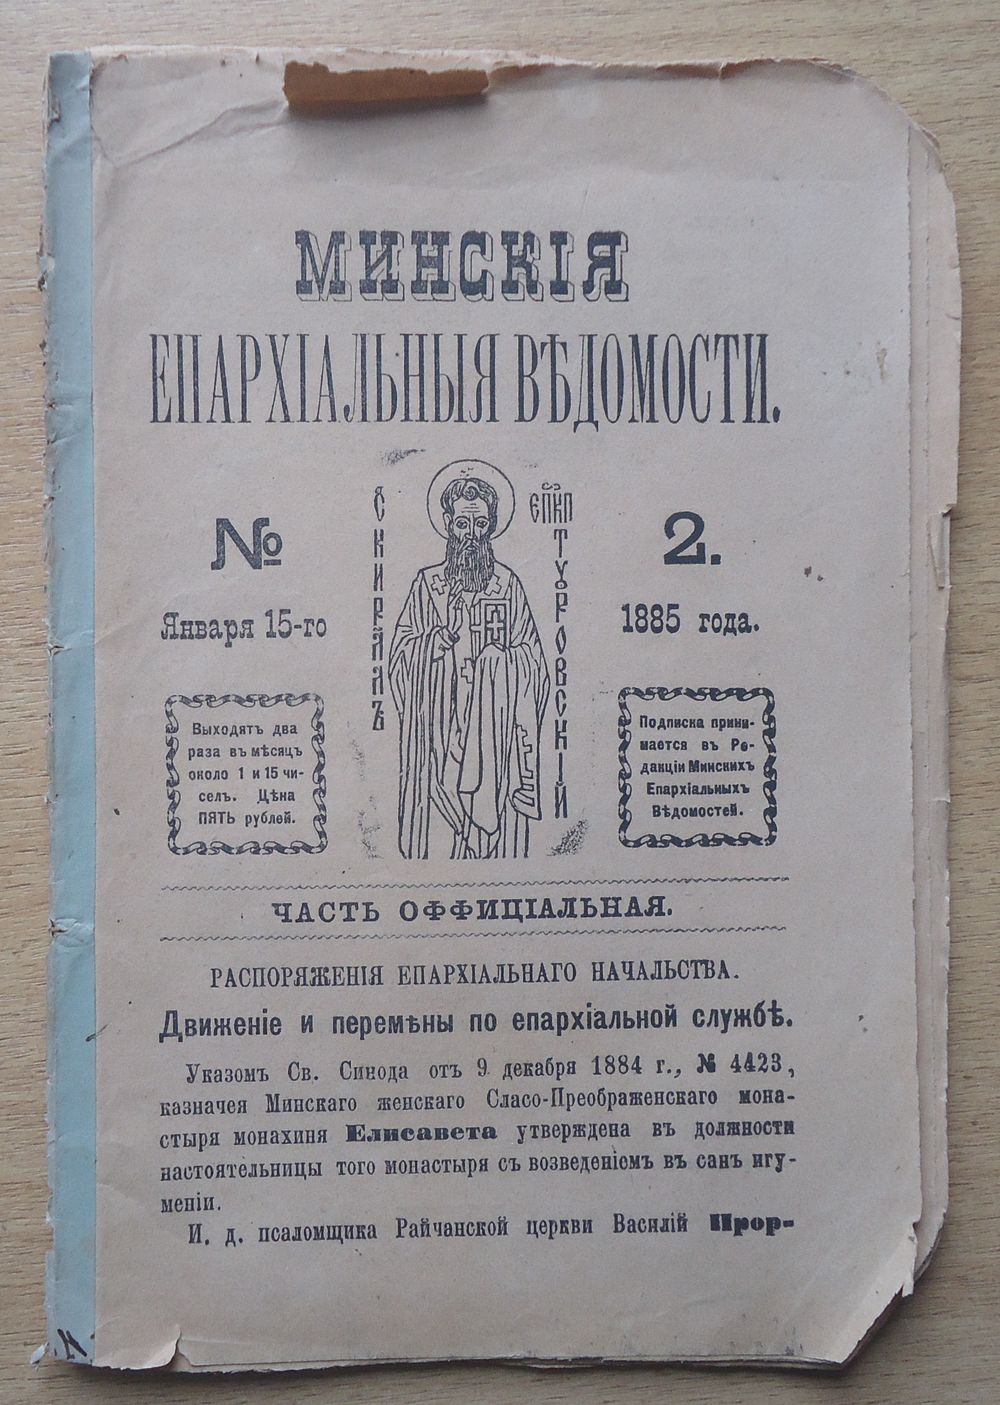 МИНСКІЯ
ЕПАРХІАЛЬНЫЯ ВѢДОМОСТИ.
№ 2.
Января 15-го 1885 года.
Выходятъ два
раза въ мѣсяцъ
около 1 и 15 чи-
селъ. Цѣна
ПЯТЬ рублей.
С КИРИЛЛЪ
ЕПⷭ҇КП ТУРОВСКІЙ
Подписка прини-
мается въ Ре-
дакціи Минскихъ
Епархіальныхъ
Вѣдомостей.
ЧАСТЬ ОФФИЦІАЛЬНАЯ.
РАСПОРЯЖЕНІЯ ЕПАРХІАЛЬНАГО НАЧАЛЬСТВА.
Движеніе и перемѣны по епархіальной службѣ.
Указомъ Св. Синода отъ 9 декабря 1884 г., № 4423,
казначея Минскаго женскаго Спасо-Преображенскаго мона-
стыря монахиня Елисавета утверждена въ должности
настоятельницы того монастыря съ возведеніемъ въ санъ игу-
меніи.
И. д. псаломщика Райчанской церкви Василій Прор-